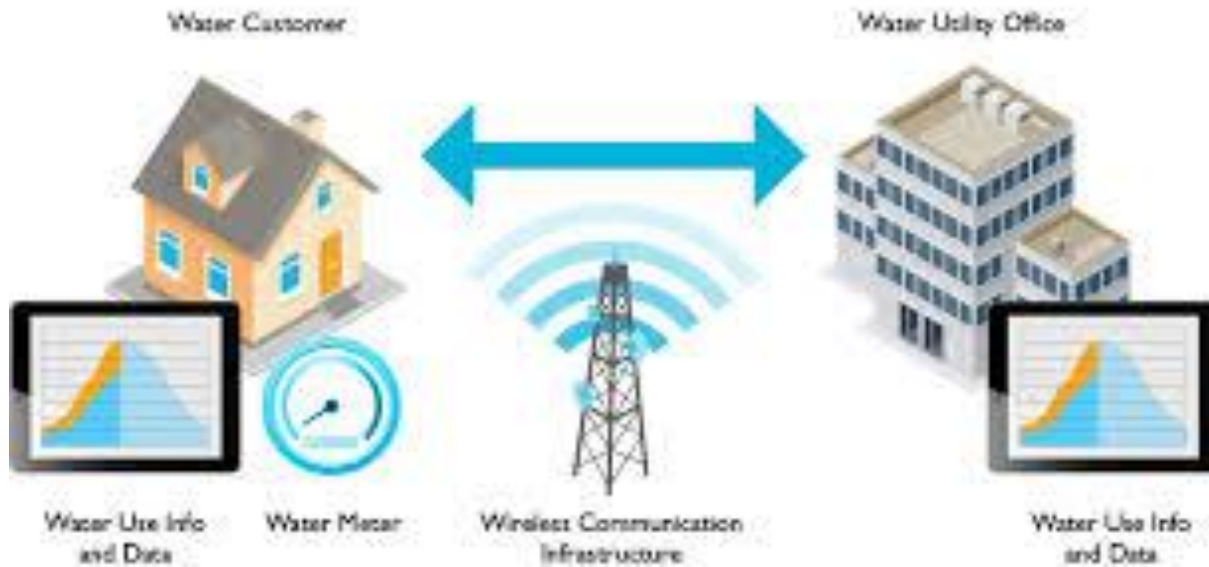 Water Customer
Water Utility Office
Water Use Info
and Data
Water Meter
Wireless Communication
Infrastructure
Water Use Info
and Data